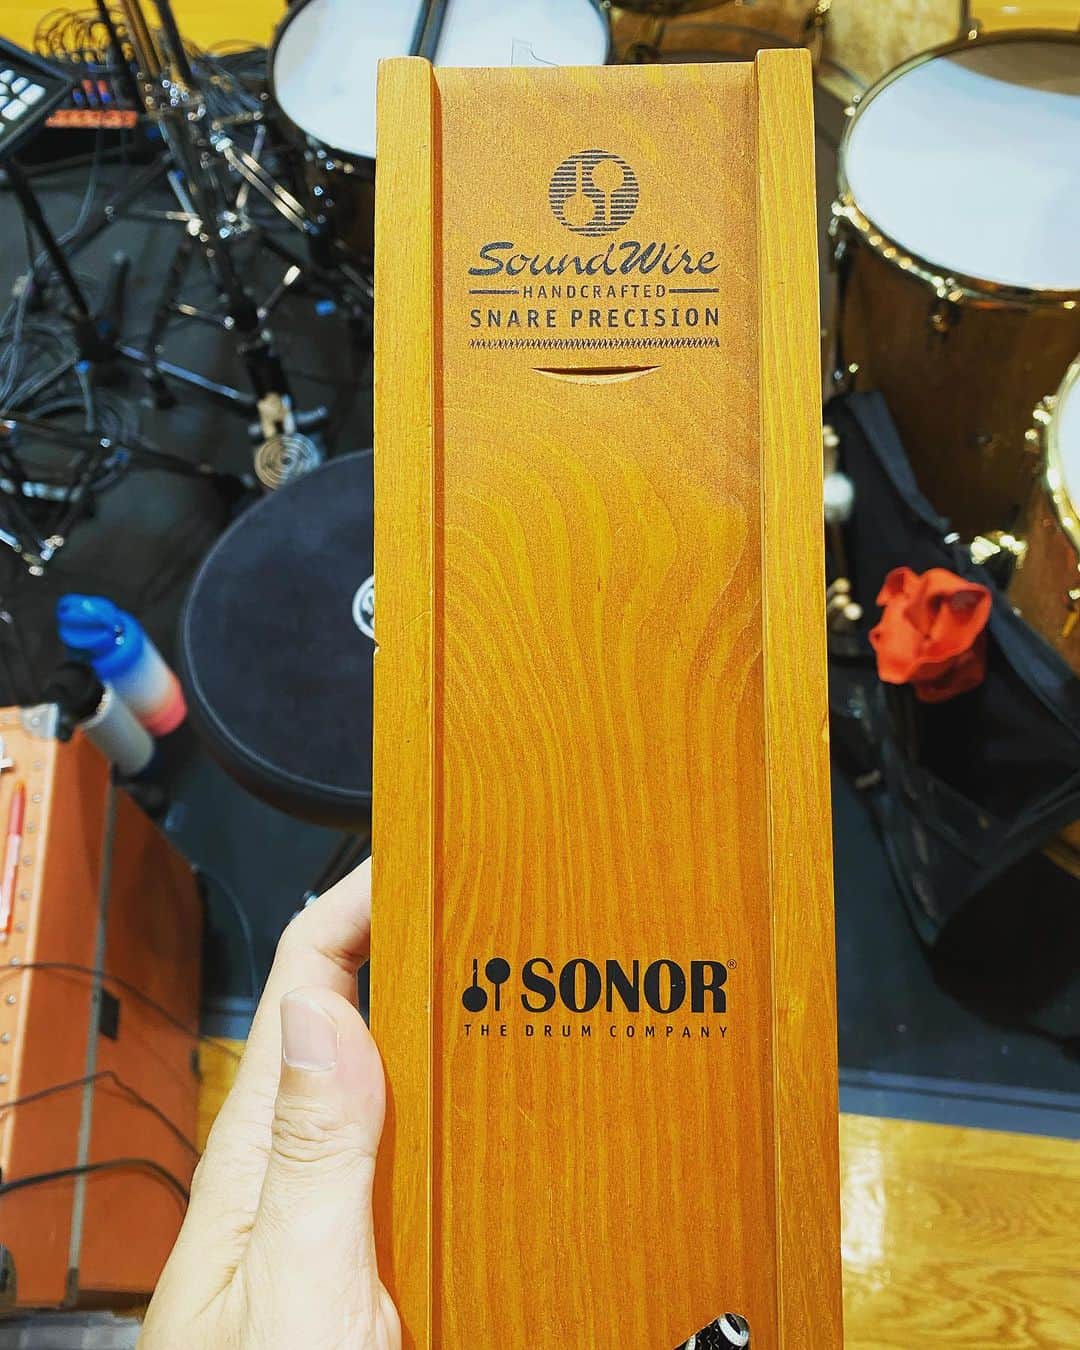 SoundWire
HANDCRAFTED
SNARE PRECISION
SONOR®
THE DRUM COMPANY